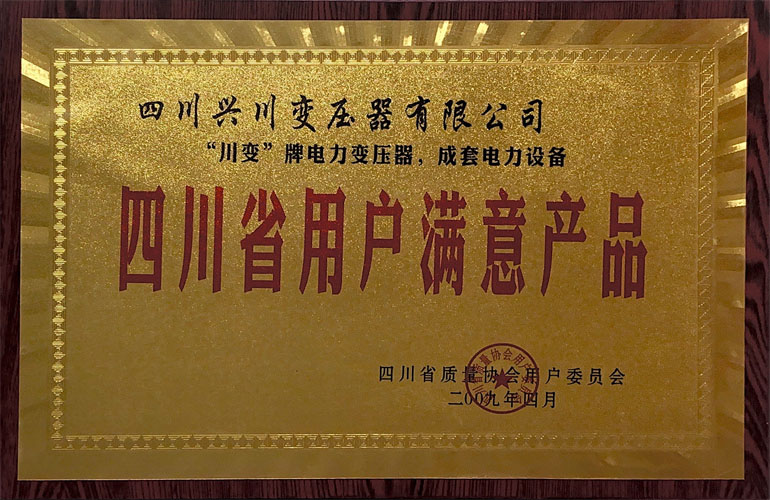 四川兴川变压器有限公司
“川变”牌电力变压器，成套电力设备
四川省用户满意产品
四川省质量协会用户委员会
二00九年四月